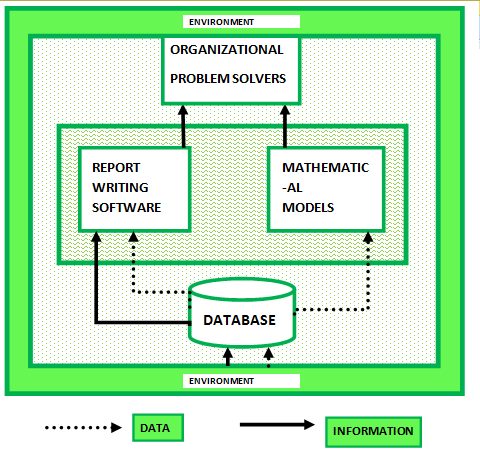 ENVIRONMENT
ORGANIZATIONAL
PROBLEM SOLVERS
REPORT
WRITING
SOFTWARE
MATHEMATIC
-AL
MODELS
DATABASE
ENVIRONMENT
DATA
INFORMATION